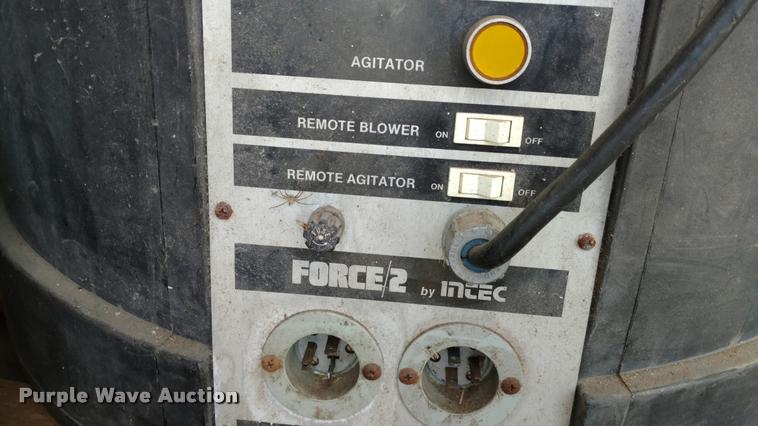 AGITATOR
REMOTE BLOWER ON OFF
REMOTE AGITATOR ON OFF
FORCE/2 by INTEC
Purple Wave Auction